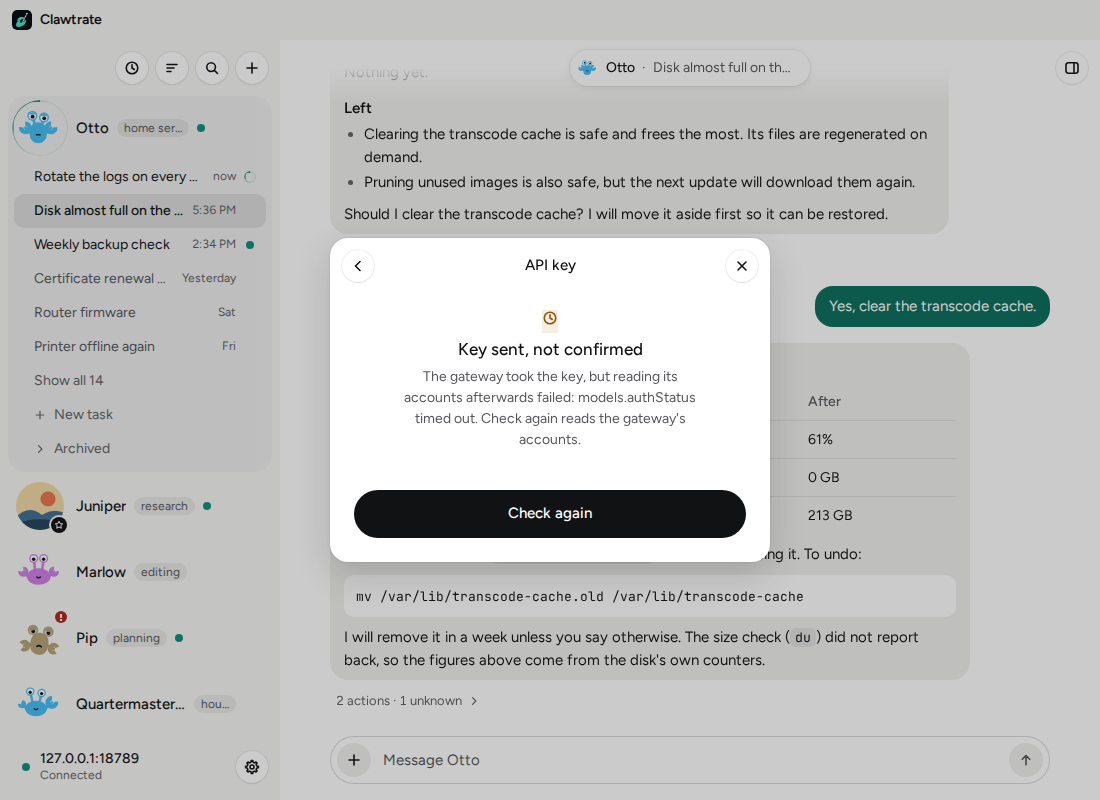 Clawtrate
Otto
home ser...
Rotate the logs on every ...
now
Disk almost full on the ...
5:36 PM
Weekly backup check
2:34 PM
Certificate renewal ...
Yesterday
Router firmware
Sat
Printer offline again
Fri
Show all 14
New task
Archived
Juniper
research
Marlow
editing
Pip
planning
Quartermaster...
hou...
127.0.0.1:18789
Connected
Otto · Disk almost full on th...
Nothing yet.
Left
Clearing the transcode cache is safe and frees the most. Its files are regenerated on
demand.
Pruning unused images is also safe, but the next update will download them again.
Should I clear the transcode cache? I will move it aside first so it can be restored.
Yes, clear the transcode cache.
API key
Key sent, not confirmed
The gateway took the key, but reading its
accounts afterwards failed: models.authStatus
timed out. Check again reads the gateway's
accounts.
Check again
After
61%
0 GB
213 GB
it. To undo:
mv /var/lib/transcode-cache.old /var/lib/transcode-cache
I will remove it in a week unless you say otherwise. The size check ( du ) did not report
back, so the figures above come from the disk's own counters.
2 actions · 1 unknown
Message Otto